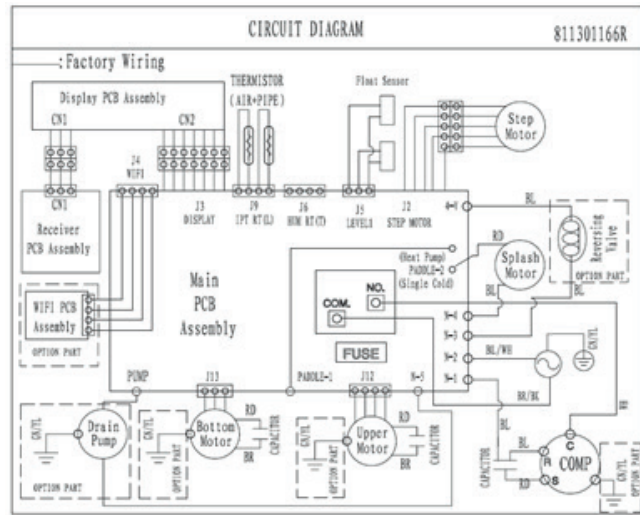 CIRCUIT DIAGRAM
811301166R
:Factory Wiring
Display PCB Assembly
CN1
CN2
THERMISTOR
(AIR+PIPE)
Float Sensor
Step
Motor
J4
WIFI
CN1
Receiver
PCB Assembly
J3
DISPLAY
J9
IPT RT(L)
J6
HUM RT(T)
J5
LEVEL1
J2
STEP MOTOR
4-V
BL
Reversing
Valve
OPTION PART
BL
(Heat Pump)
PADDLE-2
(Single Cold)
RD
Splash
Motor
BL
Main
PCB
Assembly
WIFI PCB
Assembly
OPTION PART
COM.
NO.
FUSE
N-4
N-3
N-2
N-1
BL/WH
GN/YL
BR/BK
WH
PUMP
J13
PADDLE-1
J12
N-5
BL
GN/YL
Drain
Pump
OPTION PART
GN/YL
OPTION PART
Bottom
Motor
RD
BR
CAPACITOR
GN/YL
OPTION PART
Upper
Motor
RD
BR
CAPACITOR
CAPACITOR
BL
RD
R
C
S
COMP
GN/YL
OPTION PART